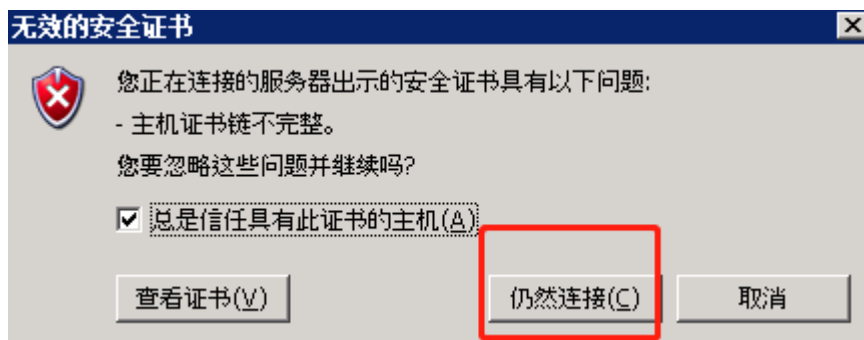 无效的安全证书
您正在连接的服务器出示的安全证书具有以下问题:
- 主机证书链不完整。
您要忽略这些问题并继续吗?
总是信任具有此证书的主机(A)
查看证书(V) 仍然连接(C) 取消